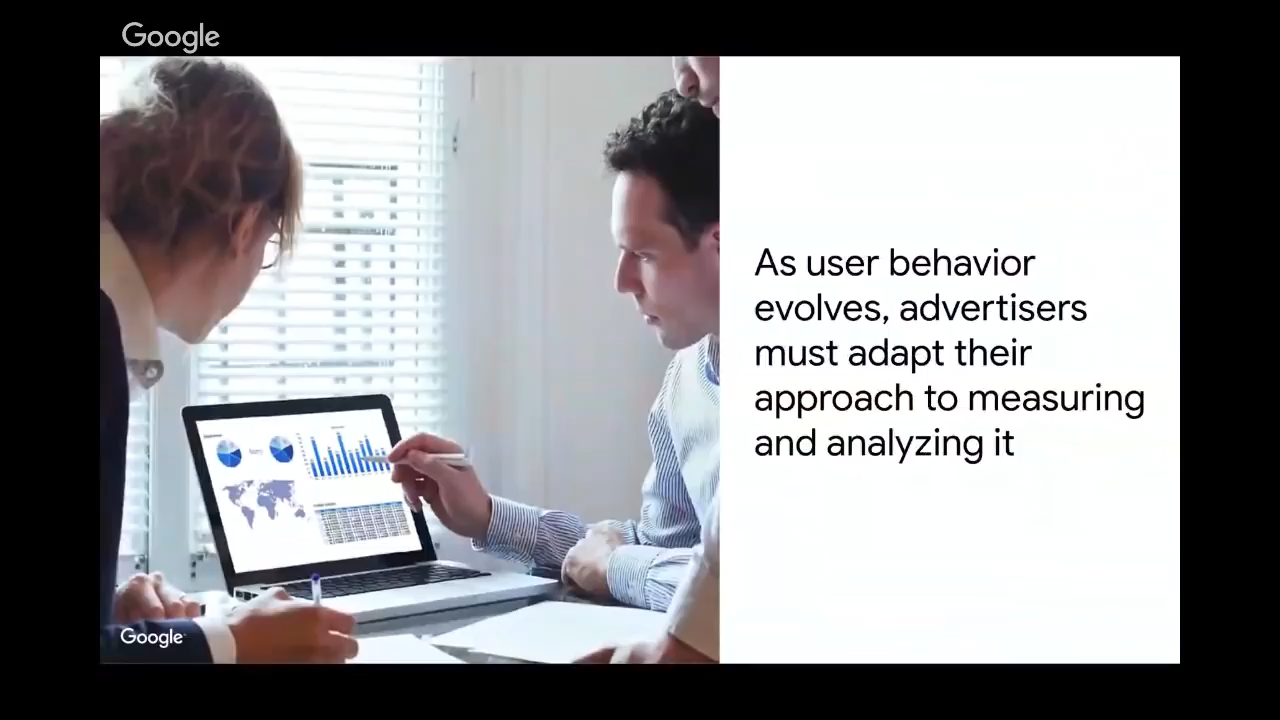 Google
As user behavior
evolves, advertisers
must adapt their
approach to measuring
and analyzing it
Google